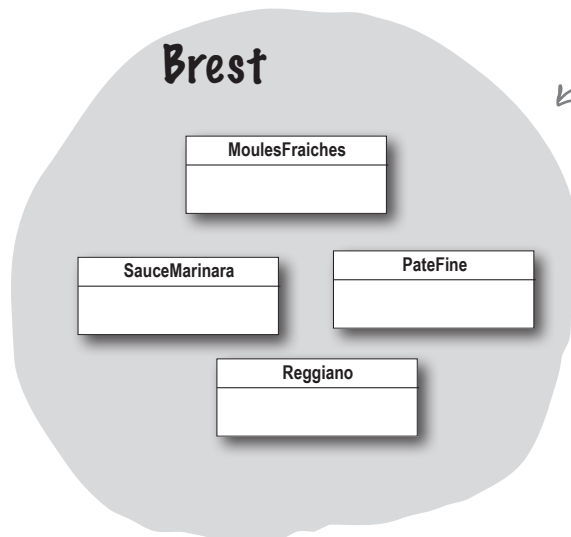 Brest
MoulesFraiches
SauceMarinara
PateFine
Reggiano